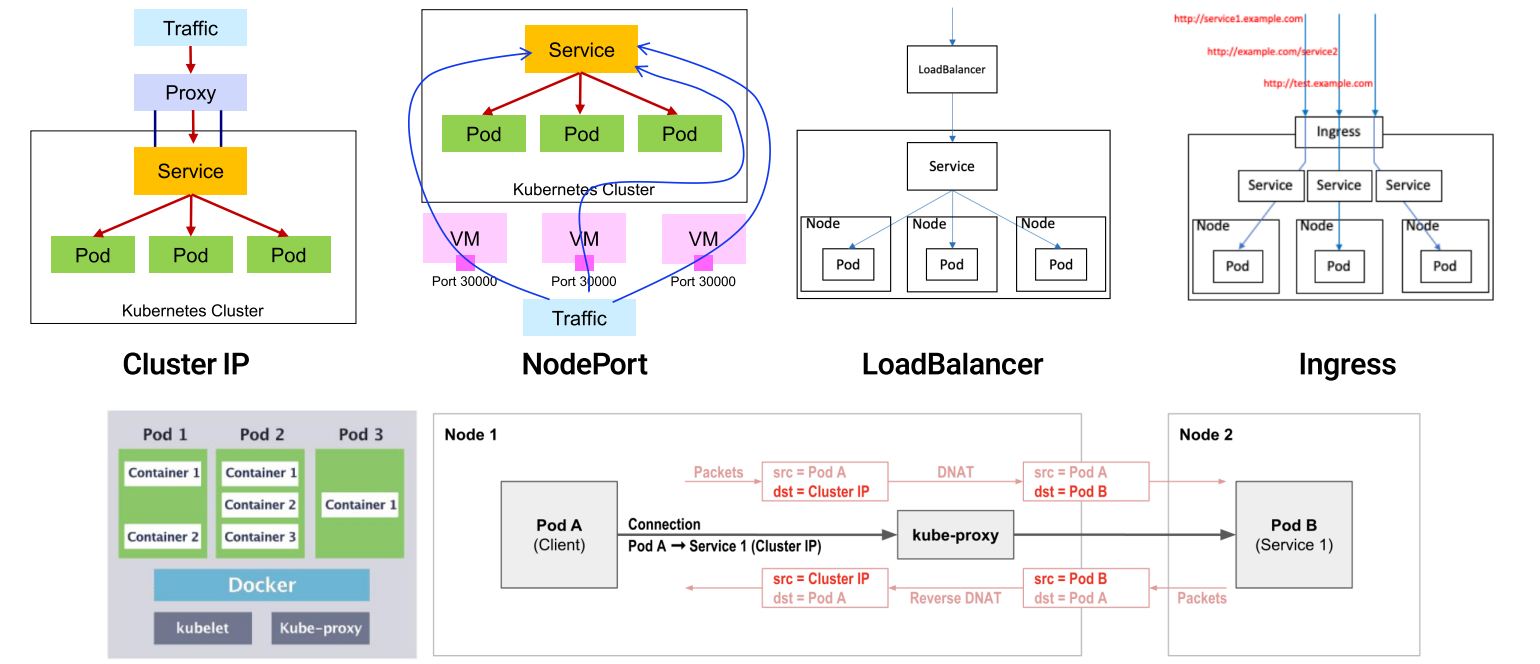 Traffic
Proxy
Service
Pod
Pod
Pod
Kubernetes Cluster
Cluster IP
Service
Pod
Pod
Pod
Kubernetes Cluster
VM
VM
VM
Port 30000
Port 30000
Port 30000
Traffic
NodePort
LoadBalancer
Service
Node
Node
Node
Pod
Pod
Pod
LoadBalancer
http://service1.example.com
http://example.com/service2
http://test.example.com
Ingress
Service
Service
Service
Node
Node
Node
Pod
Pod
Pod
Ingress
Pod 1
Pod 2
Pod 3
Container 1
Container 2
Container 1
Container 2
Container 3
Container 1
Docker
kubelet
Kube-proxy
Node 1
Node 2
Packets
src = Pod A
dst = Cluster IP
DNAT
src = Pod A
dst = Pod B
Pod A
(Client)
Connection
Pod A → Service 1 (Cluster IP)
kube-proxy
Pod B
(Service 1)
src = Cluster IP
dst = Pod A
Reverse DNAT
src = Pod B
dst = Pod A
Packets